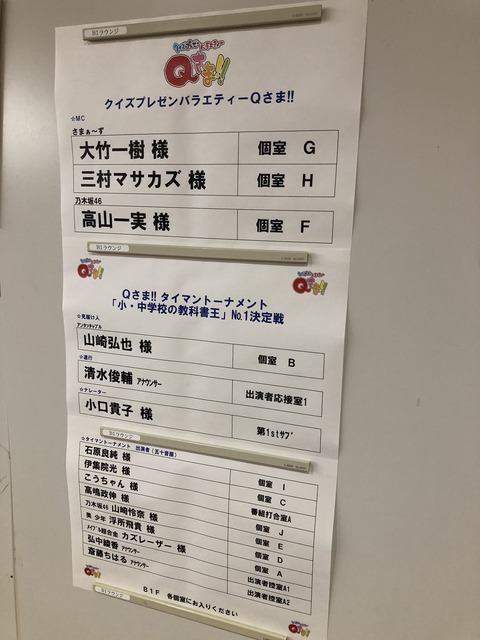 B1ラウンジ
Qさま!!
クイズプレゼンバラエティーQさま!!
☆MC
さまぁ～ず
大竹一樹 様 個室 G
三村マサカズ 様 個室 H
乃木坂46
高山一実 様 個室 F
B1ラウンジ
Qさま!! Qさま!!
Qさま!! タイマントーナメント
「小・中学校の教科書王」No.1決定戦
☆見届け人
アンタッチャブル
山崎弘也 様 個室 B
☆進行
清水俊輔 アナウンサー 出演者応接室1
☆ナレーター
小口貴子 様 第1stサブ
B1ラウンジ
☆タイマントーナメント 出演者（五十音順）
石原良純 様 個室 I
伊集院光 様 個室 C
こうちゃん 様 番組打合室A
高嶋政伸 様 個室 J
乃木坂46 山崎怜奈 様 個室 E
美 少年 浮所飛貴 様 個室 D
メイプル超合金 カズレーザー 様 個室 A
弘中綾香 アナウンサー 出演者控室A1
斎藤ちはる アナウンサー 出演者控室A2
B1F 各個室にお入りください
Qさま!! Qさま!!
B1ラウンジ